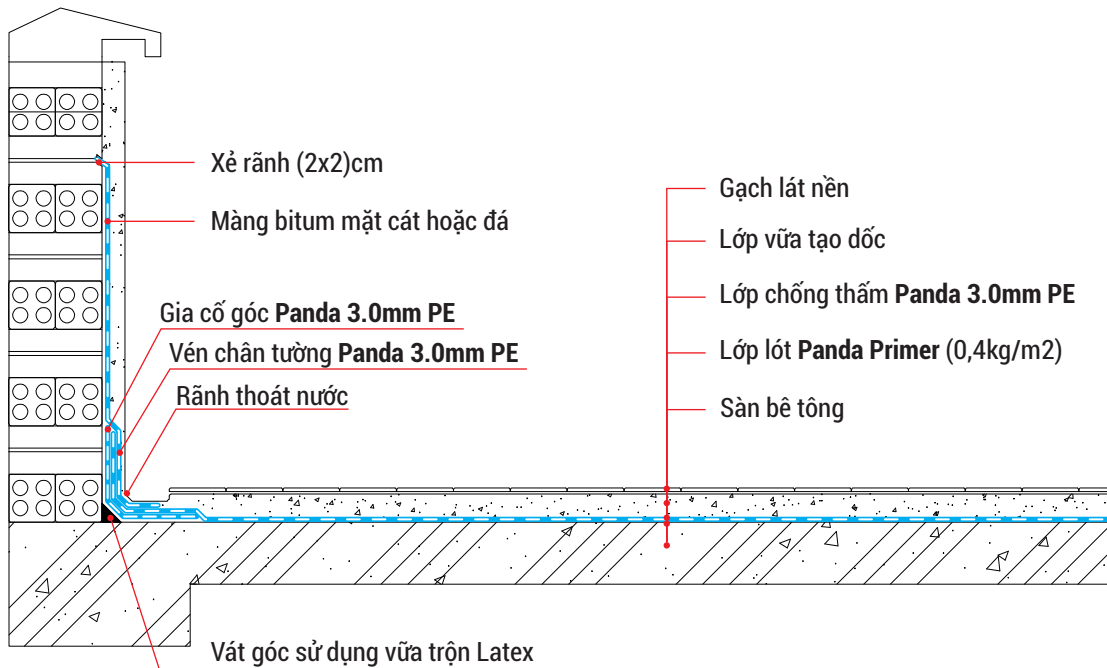 Xẻ rãnh (2x2)cm
Màng bitum mặt cát hoặc đá
Gia cố góc Panda 3.0mm PE
Vén chân tường Panda 3.0mm PE
Rãnh thoát nước
Gạch lát nền
Lớp vữa tạo dốc
Lớp chống thấm Panda 3.0mm PE
Lớp lót Panda Primer (0,4kg/m2)
Sàn bê tông
Vát góc sử dụng vữa trộn Latex